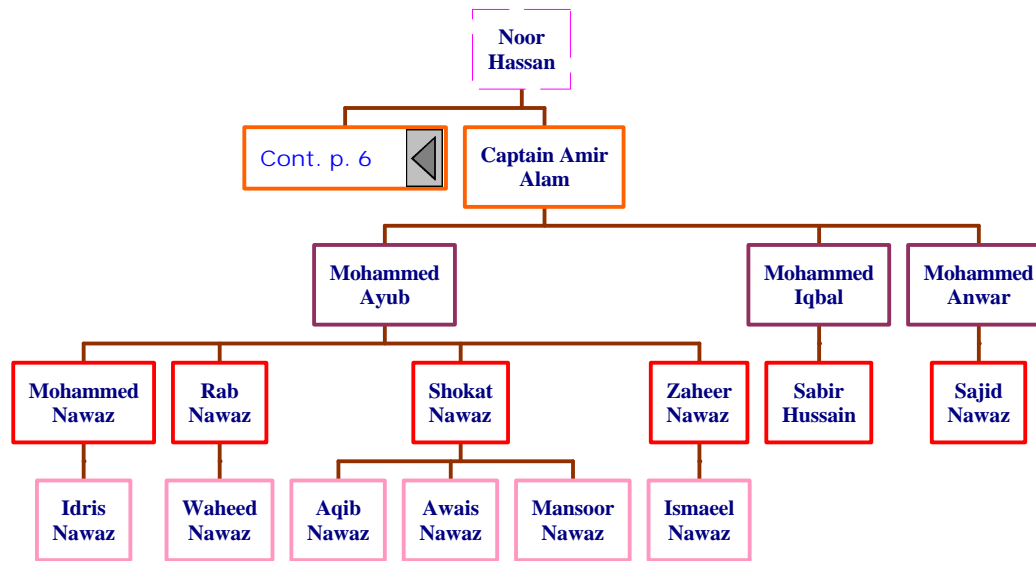 Noor
Hassan
Cont. p. 6
Captain Amir
Alam
Mohammed
Ayub
Mohammed
Iqbal
Mohammed
Anwar
Mohammed
Nawaz
Rab
Nawaz
Shokat
Nawaz
Zaheer
Nawaz
Sabir
Hussain
Sajid
Nawaz
Idris
Nawaz
Waheed
Nawaz
Aqib
Nawaz
Awais
Nawaz
Mansoor
Nawaz
Ismaeel
Nawaz